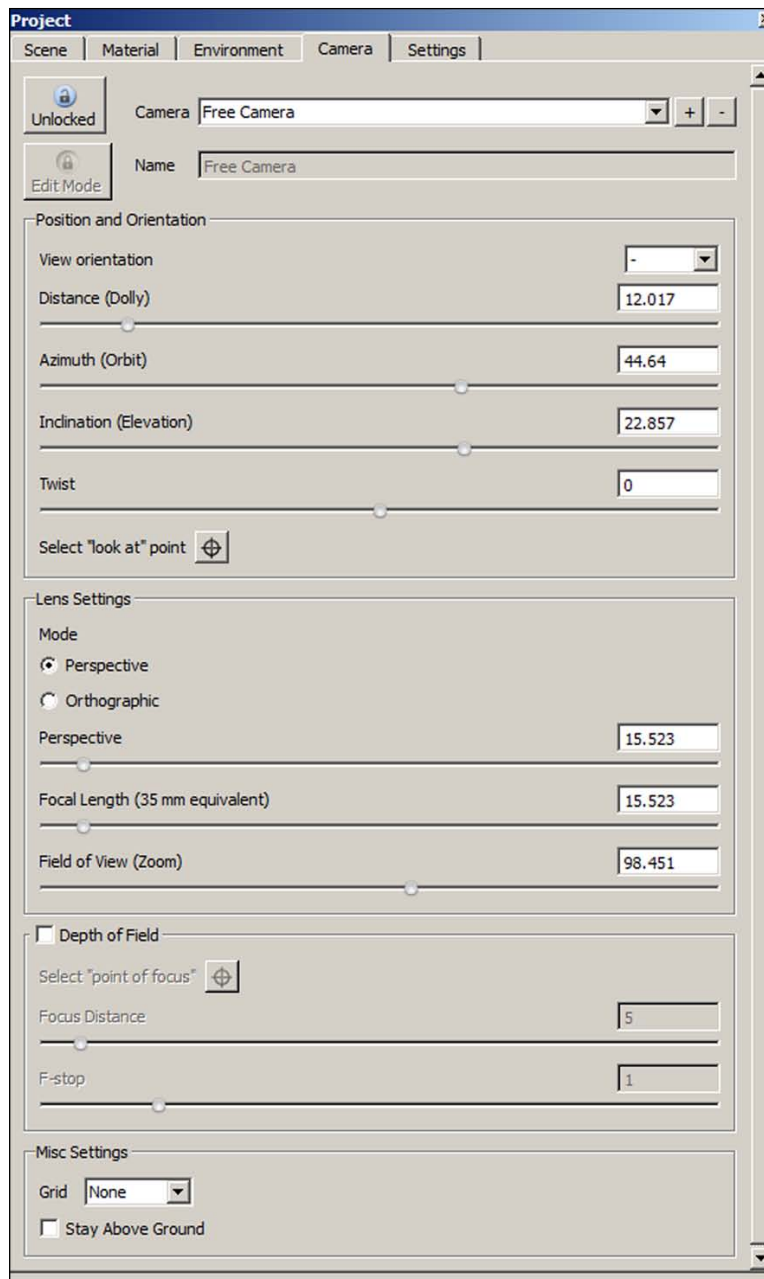 Project
Scene Material Environment Camera Settings
Unlocked Camera Free Camera + -
Edit Mode Name Free Camera
Position and Orientation
View orientation -
Distance (Dolly) 12.017
Azimuth (Orbit) 44.64
Inclination (Elevation) 22.857
Twist 0
Select "look at" point
Lens Settings
Mode
Perspective
Orthographic
Perspective 15.523
Focal Length (35 mm equivalent) 15.523
Field of View (Zoom) 98.451
Depth of Field
Select "point of focus"
Focus Distance 5
F-stop 1
Misc Settings
Grid None
Stay Above Ground